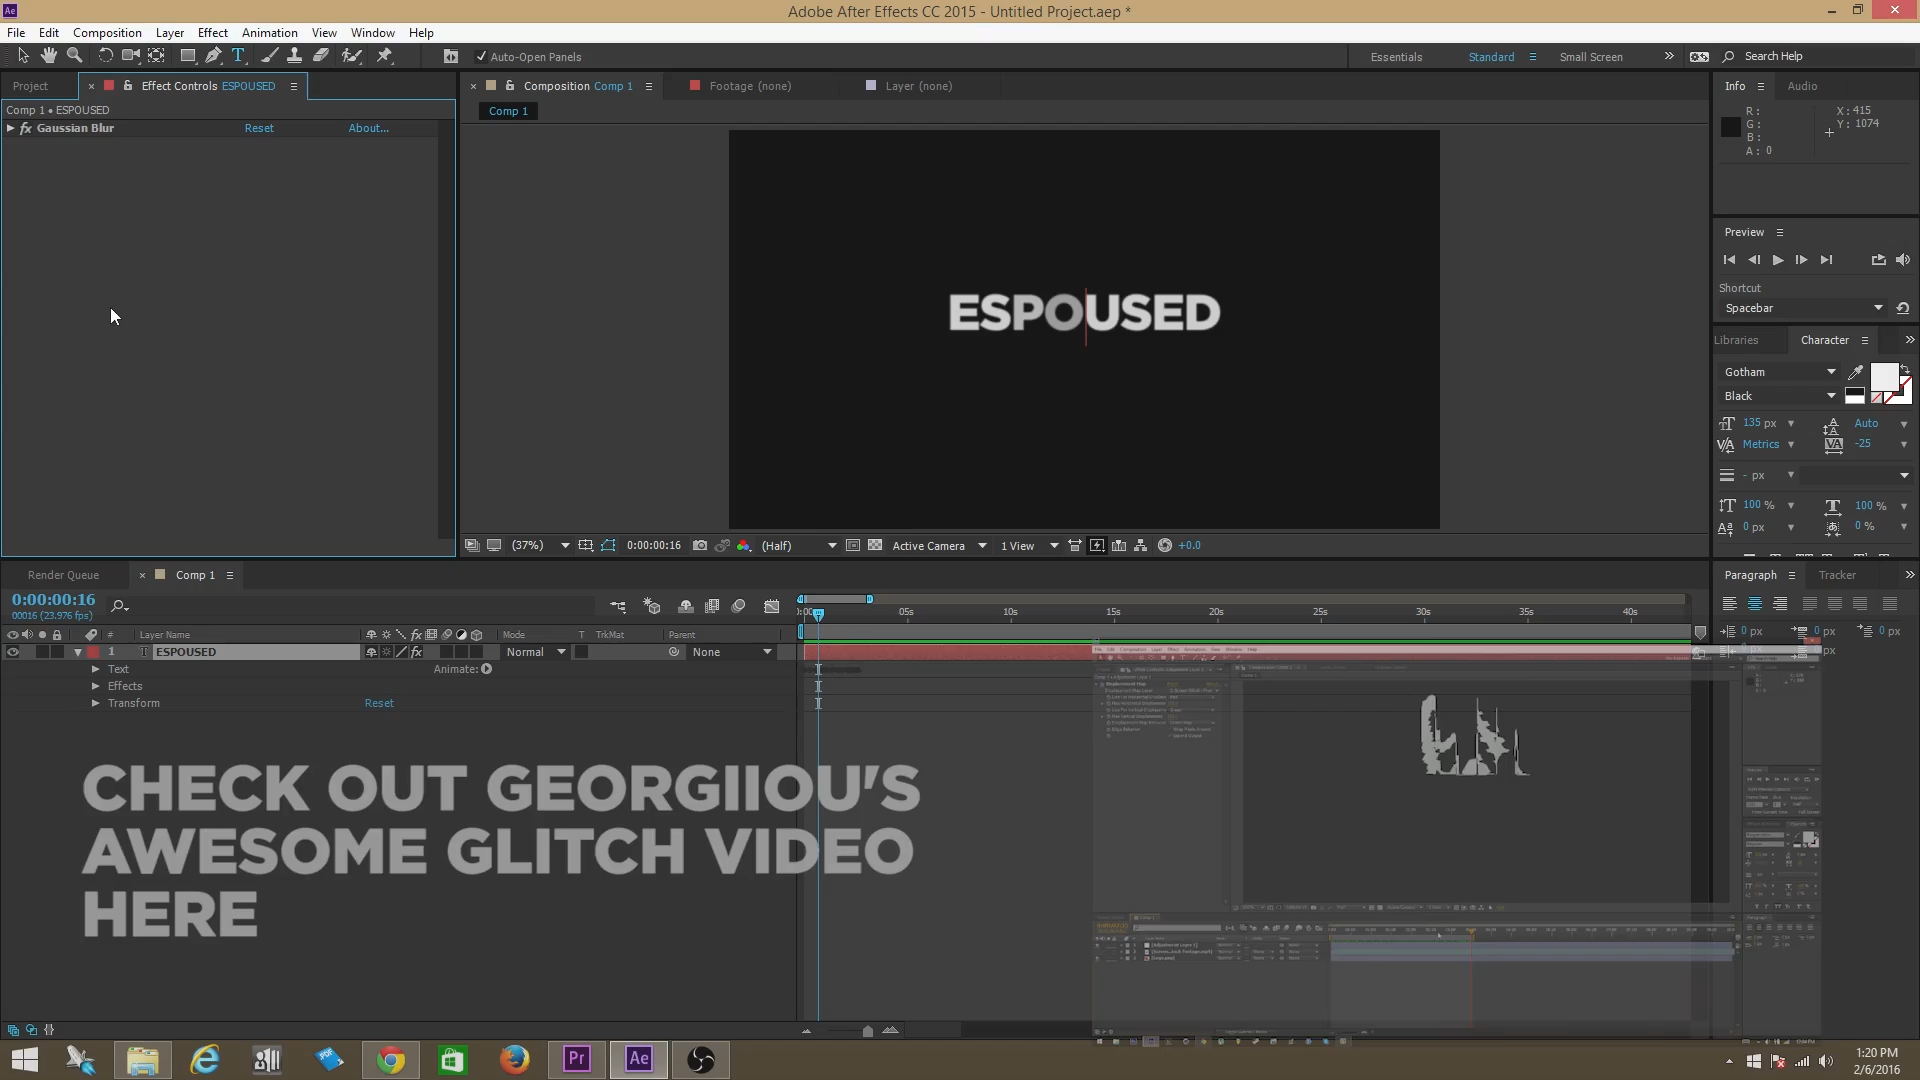 Adobe After Effects CC 2015 - Untitled Project.aep *
File Edit Composition Layer Effect Animation View Window Help
Auto-Open Panels
Essentials Standard Small Screen Search Help
Project Effect Controls ESPOUSED
Comp 1 • ESPOUSED
fx Gaussian Blur Reset About...
Composition Comp 1 Footage (none) Layer (none)
Comp 1
ESPOUSED
(37%) 0:00:00:16 (Half) Active Camera 1 View +0.0
Info Audio
R: X: 415
G: Y: 1074
B:
A: 0
Preview
Shortcut
Spacebar
Libraries Character
Gotham
Black
135 px Auto
Metrics -25
- px
100 % 100 %
0 px 0 %
Paragraph Tracker
0 px 0 px 0 px
Render Queue Comp 1
0:00:00:16
00016 (23.976 fps)
05s 10s 15s 20s 25s 30s 35s 40s
# Layer Name Mode T TrkMat Parent
1 T ESPOUSED fx Normal None
Text Animate:
Effects
Transform Reset
CHECK OUT GEORGIIOU'S
AWESOME GLITCH VIDEO
HERE
Pr Ae
1:20 PM
2/6/2016